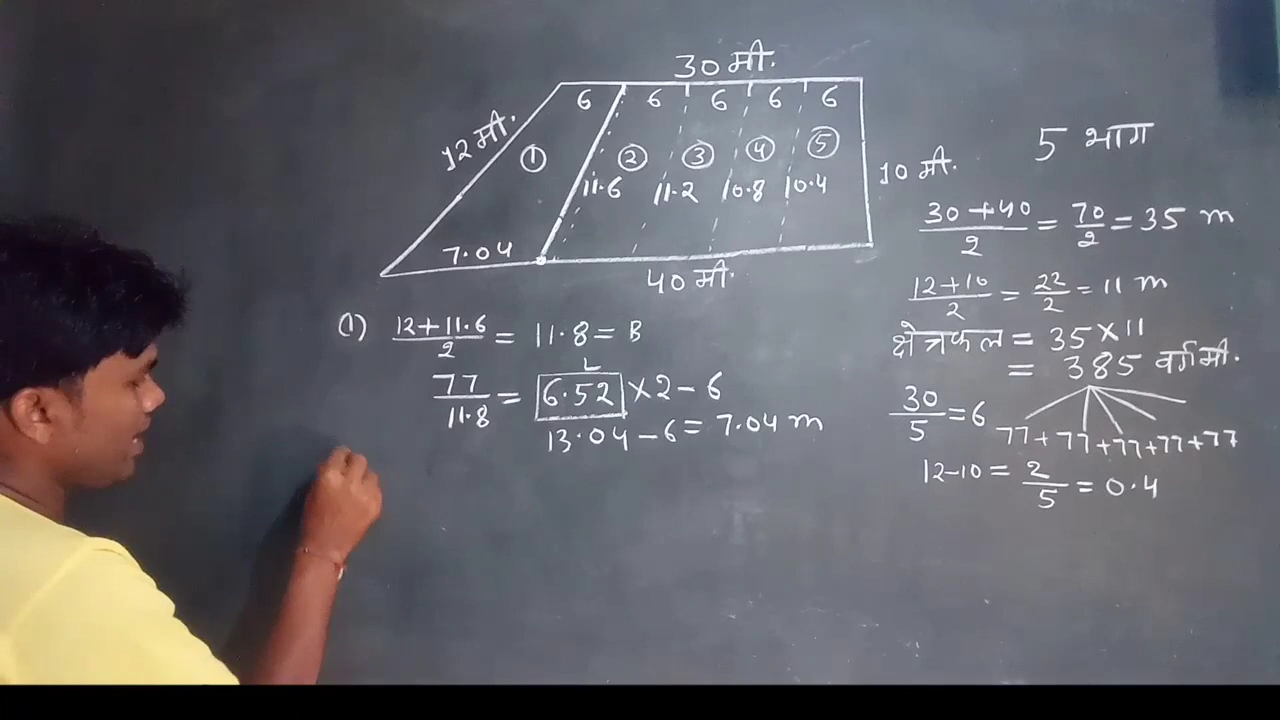 30 मी.
6 6 6 6 6
12 मी.
① ② ③ ④ ⑤
11.6 11.2 10.8 10.4
10 मी.
7.04
40 मी.
5 भाग
30+40/2 = 70/2 = 35 m
12+10/2 = 22/2 = 11 m
क्षेत्रफल = 35×11
= 385 वर्ग मी.
30/5 = 6
77+77+77+77+77
12-10 = 2/5 = 0.4
(1) 12+11.6/2 = 11.8 = B
L
77/11.8 = 6.52 ×2-6
13.04-6 = 7.04 m